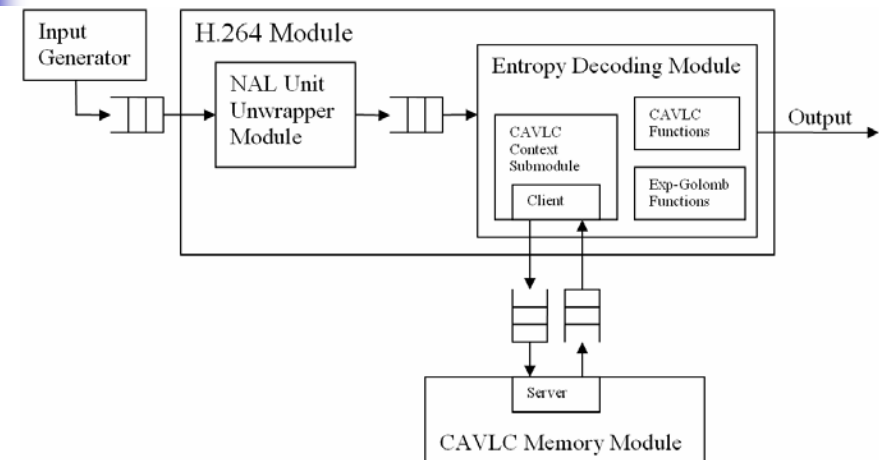 Input
Generator
H.264 Module
NAL Unit
Unwrapper
Module
Entropy Decoding Module
CAVLC
Context
Submodule
Client
CAVLC
Functions
Exp-Golomb
Functions
Output
Server
CAVLC Memory Module